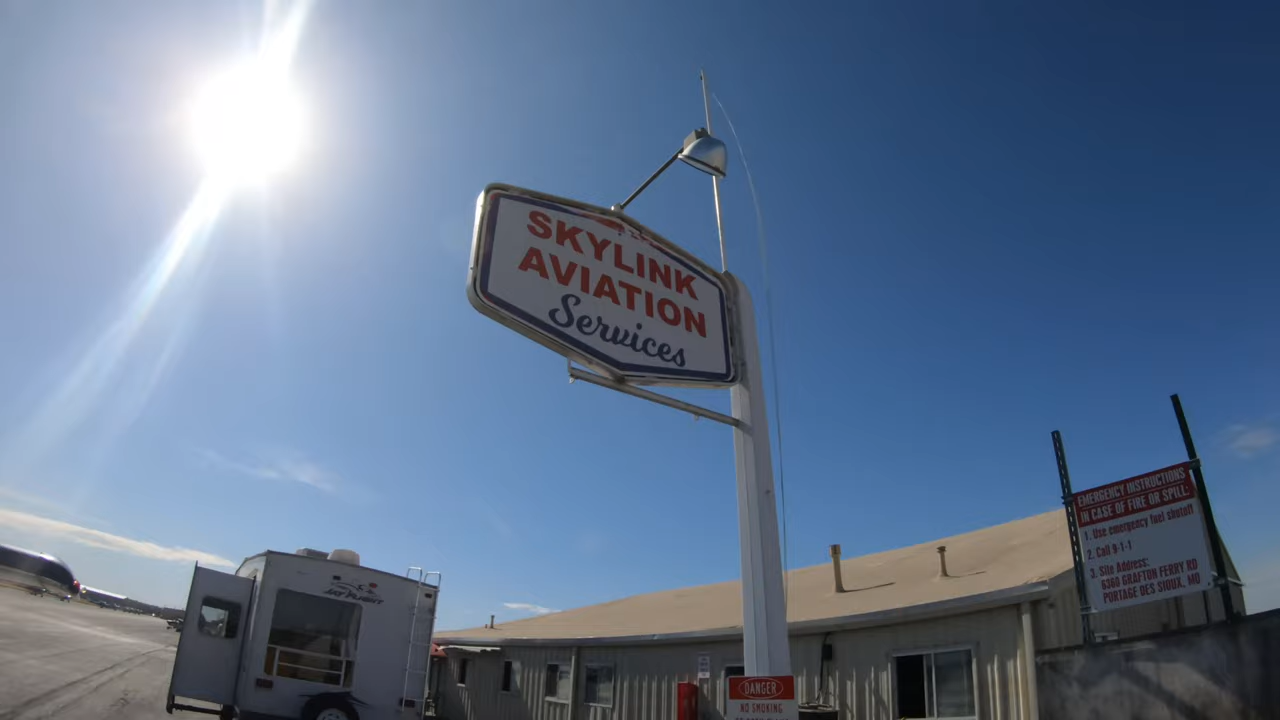 SKYLINK
AVIATION
Services
EMERGENCY INSTRUCTIONS
IN CASE OF FIRE OR SPILL:
1. Use emergency fuel shutoff
2. Call 9-1-1
3. Site Address:
6360 GRAFTON FERRY RD
PORTAGE DES SIOUX, MO
JAY FLIGHT
DANGER
NO SMOKING